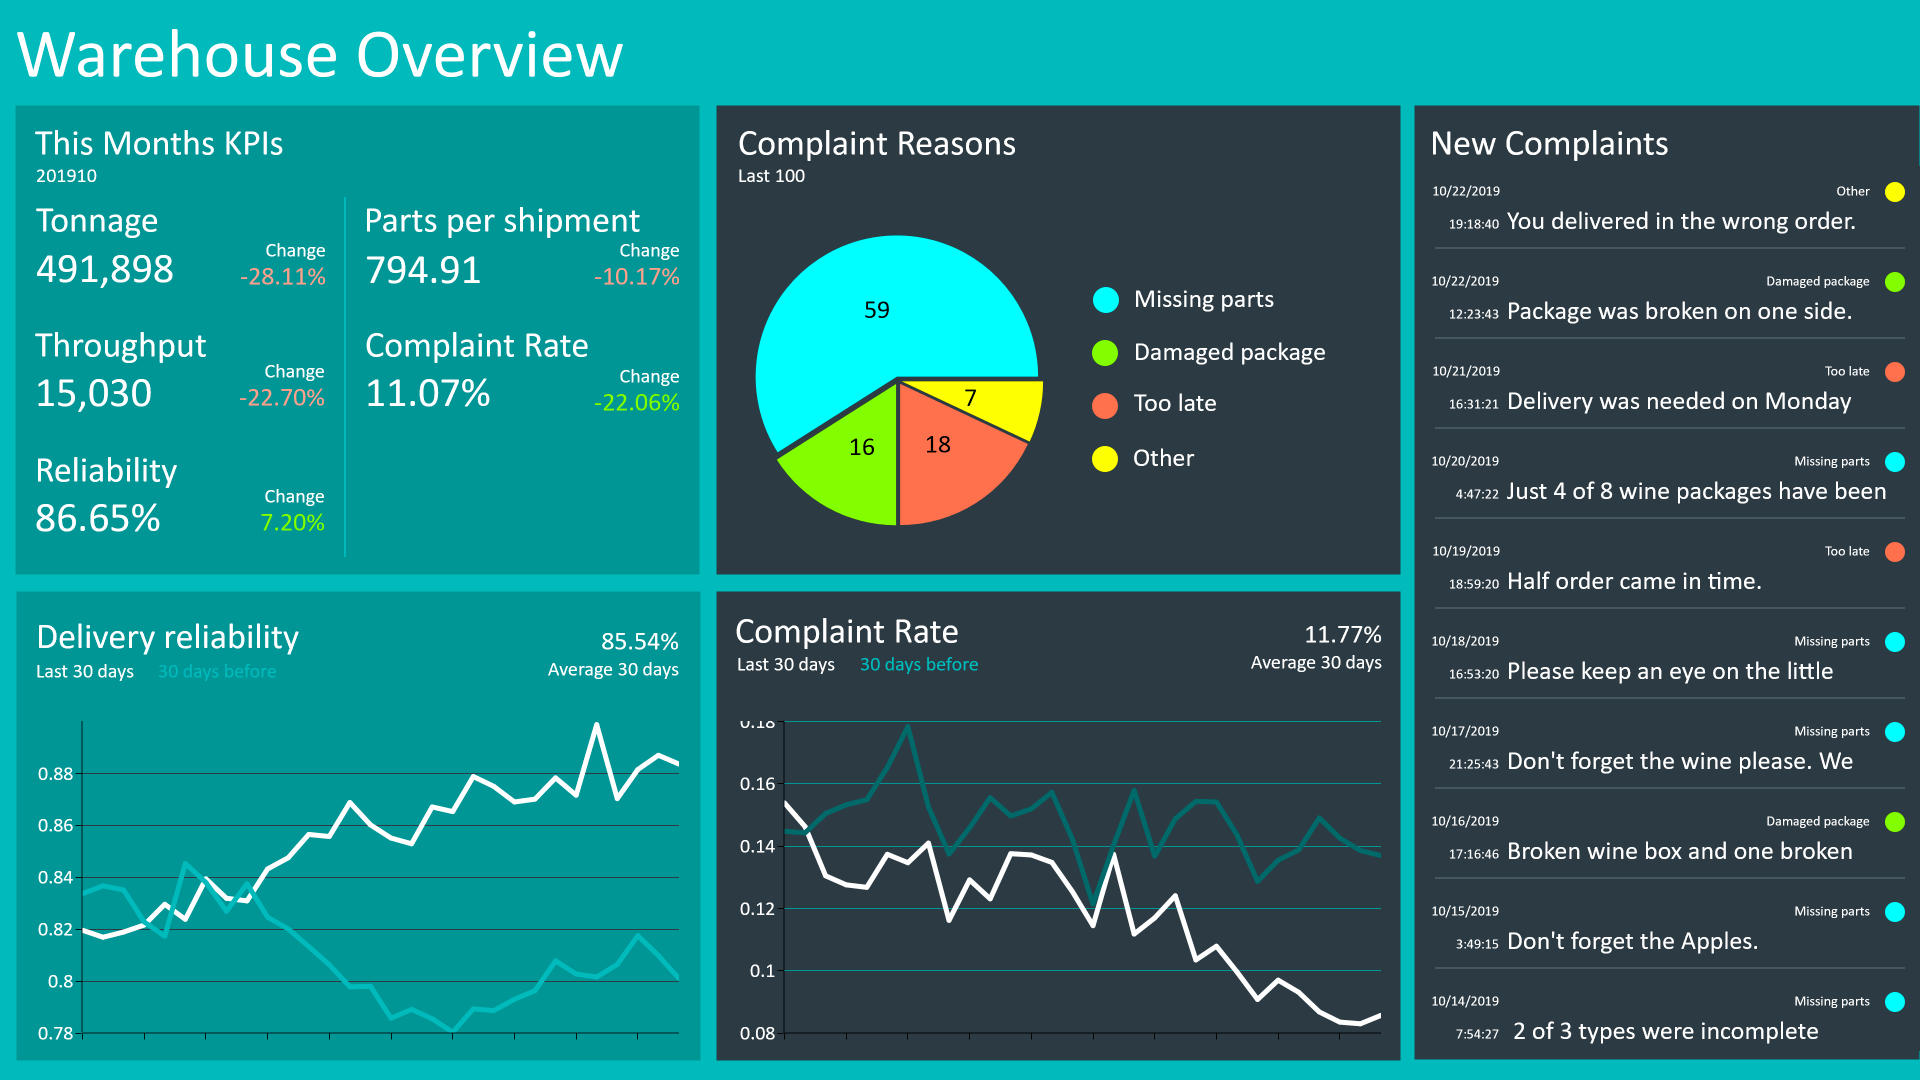 Warehouse Overview
This Months KPIs
201910
Tonnage
491,898
Change
-28.11%
Parts per shipment
794.91
Change
-10.17%
Throughput
15,030
Change
-22.70%
Complaint Rate
11.07%
Change
-22.06%
Reliability
86.65%
Change
7.20%
Complaint Reasons
Last 100
59
16
18
7
Missing parts
Damaged package
Too late
Other
New Complaints
10/22/2019 Other
19:18:40 You delivered in the wrong order.
10/22/2019 Damaged package
12:23:43 Package was broken on one side.
10/21/2019 Too late
16:31:21 Delivery was needed on Monday
10/20/2019 Missing parts
4:47:22 Just 4 of 8 wine packages have been
10/19/2019 Too late
18:59:20 Half order came in time.
10/18/2019 Missing parts
16:53:20 Please keep an eye on the little
10/17/2019 Missing parts
21:25:43 Don't forget the wine please. We
10/16/2019 Damaged package
17:16:46 Broken wine box and one broken
10/15/2019 Missing parts
3:49:15 Don't forget the Apples.
10/14/2019 Missing parts
7:54:27 2 of 3 types were incomplete
Delivery reliability
Last 30 days 30 days before
85.54%
Average 30 days
0.88
0.86
0.84
0.82
0.8
0.78
Complaint Rate
Last 30 days 30 days before
11.77%
Average 30 days
0.18
0.16
0.14
0.12
0.1
0.08